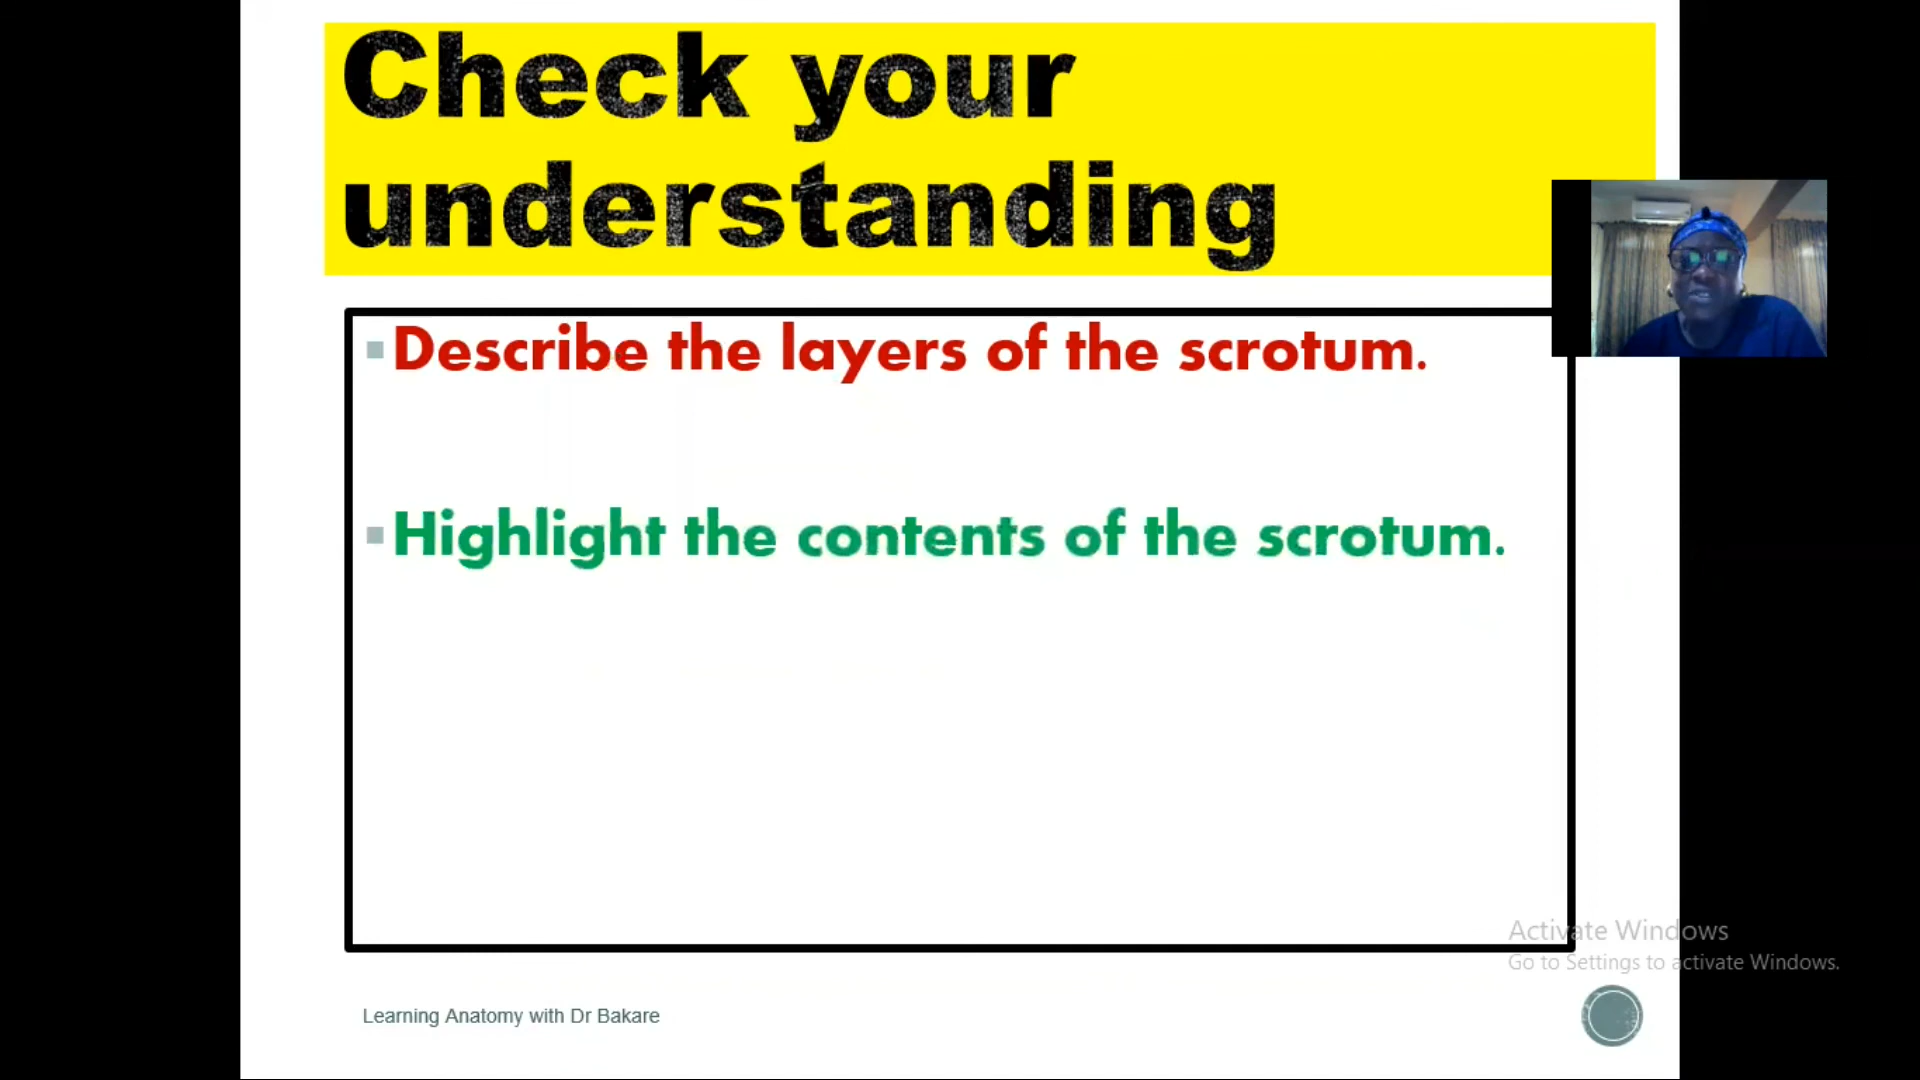 Check your
understanding
Describe the layers of the scrotum.
Highlight the contents of the scrotum.
Activate Windows
Go to Settings to activate Windows.
Learning Anatomy with Dr Bakare